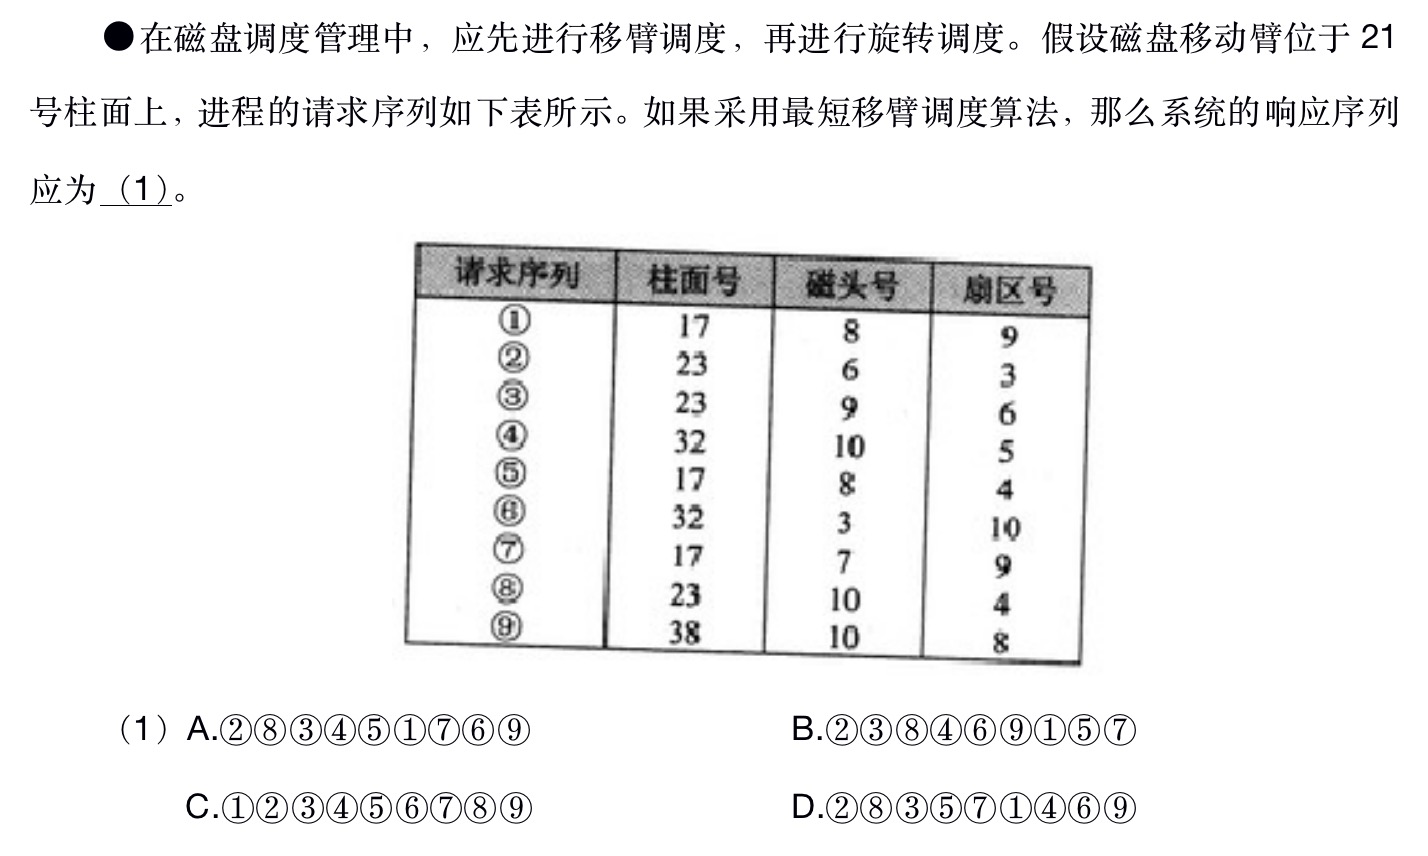 ●在磁盘调度管理中，应先进行移臂调度，再进行旋转调度。假设磁盘移动臂位于 21
号柱面上，进程的请求序列如下表所示。如果采用最短移臂调度算法，那么系统的响应序列
应为（1）。
请求序列 柱面号 磁头号 扇区号
① 17 8 9
② 23 6 3
③ 23 9 6
④ 32 10 5
⑤ 17 8 4
⑥ 32 3 10
⑦ 17 7 9
⑧ 23 10 4
⑨ 38 10 8
（1）A.②⑧③④⑤①⑦⑥⑨ B.②③⑧④⑥⑨①⑤⑦
C.①②③④⑤⑥⑦⑧⑨ D.②⑧③⑤⑦①④⑥⑨